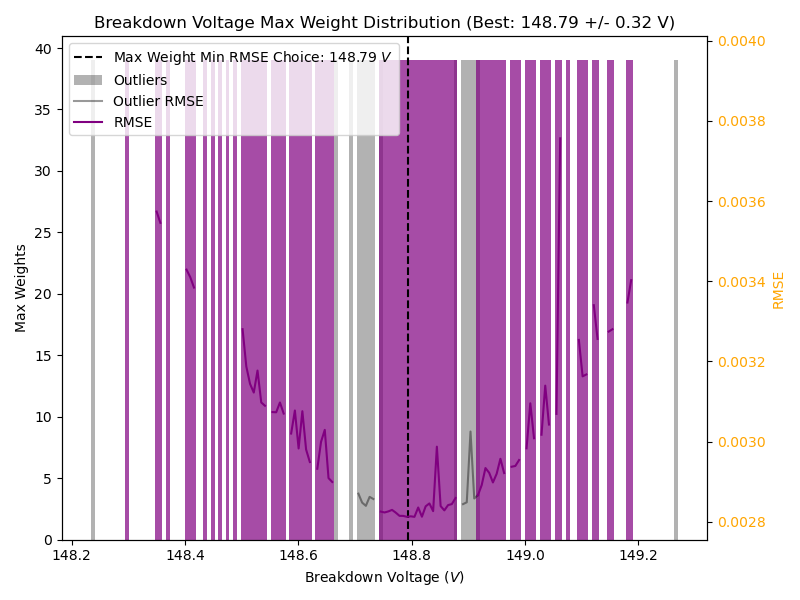 Breakdown Voltage Max Weight Distribution (Best: 148.79 +/- 0.32 V)
Max Weight Min RMSE Choice: 148.79 V
Outliers
Outlier RMSE
RMSE
Max Weights
40
35
30
25
20
15
10
5
0
0.0040
0.0038
0.0036
0.0034
0.0032
0.0030
0.0028
RMSE
148.2 148.4 148.6 148.8 149.0 149.2
Breakdown Voltage (V)